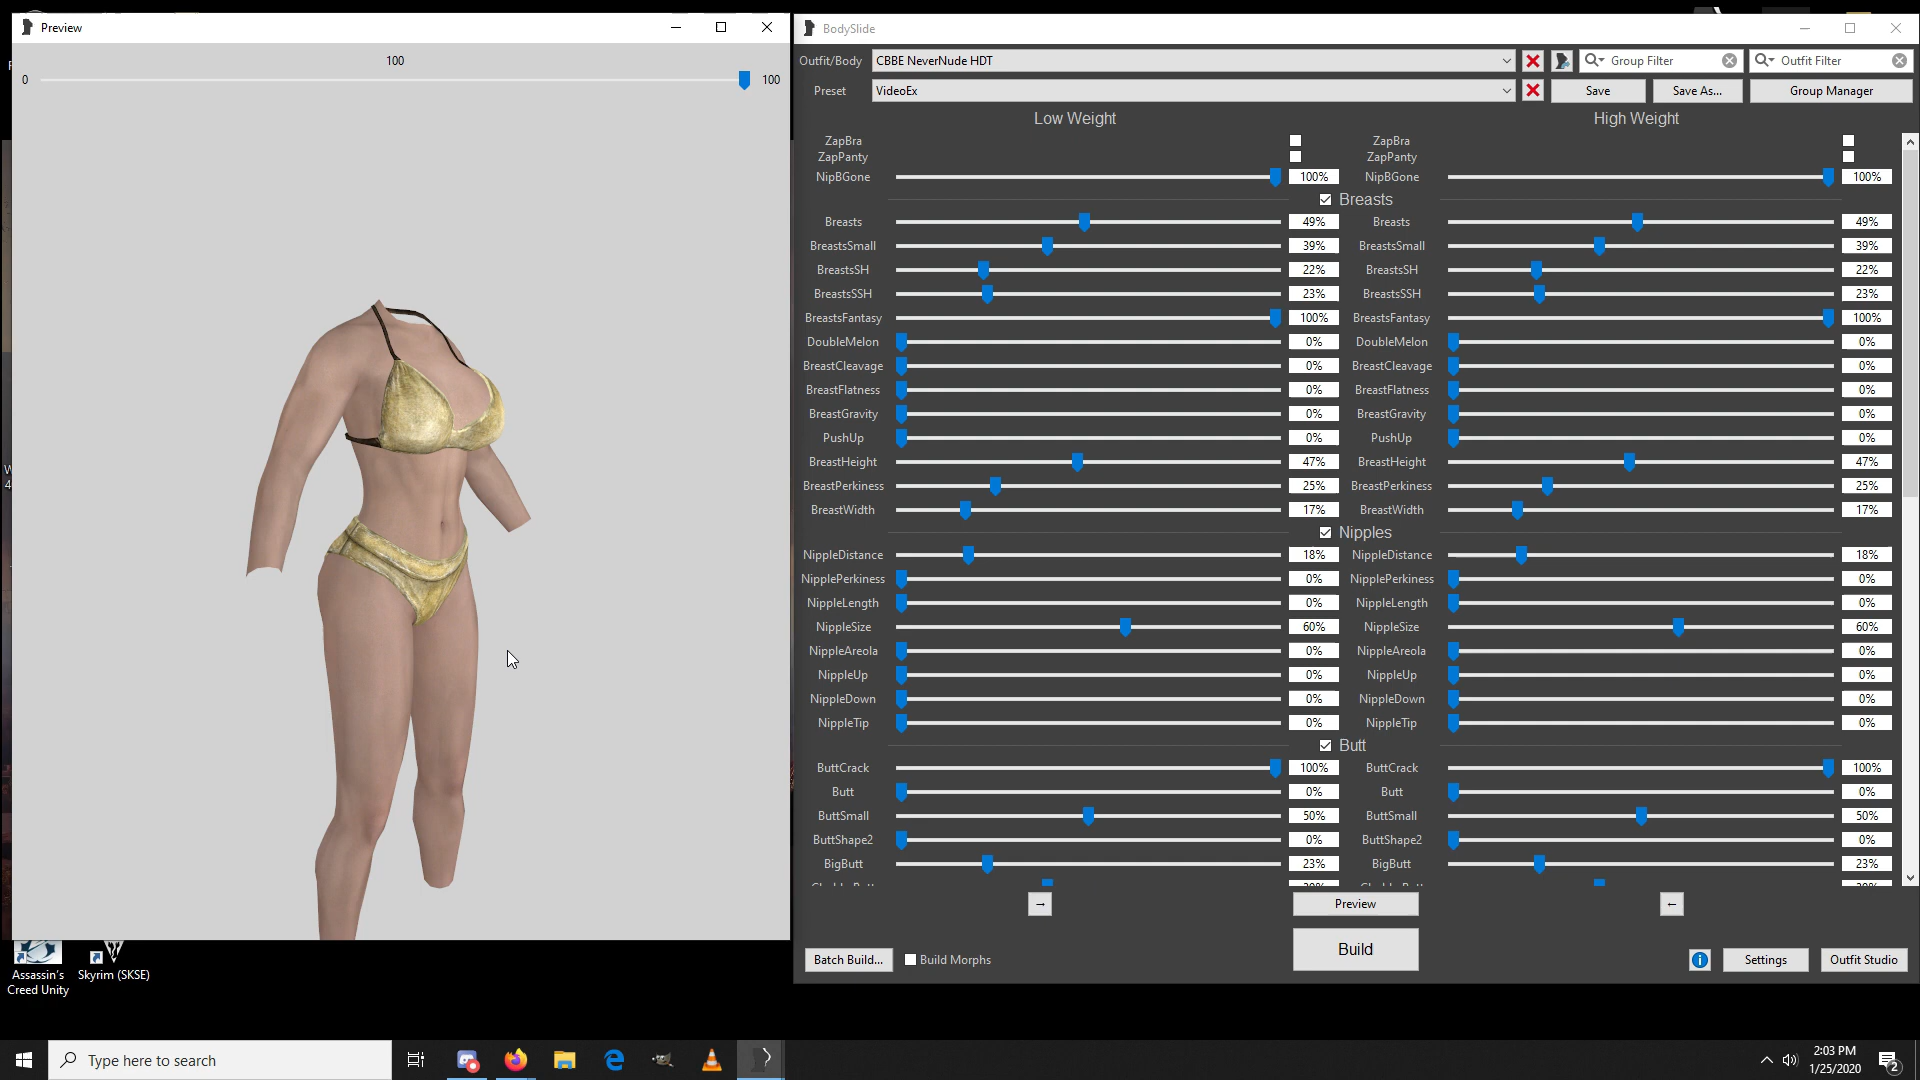 Preview
100
0
100
BodySlide
Outfit/Body
CBBE NeverNude HDT
Group Filter
Outfit Filter
Preset
VideoEx
Save
Save As...
Group Manager
Low Weight
High Weight
ZapBra
ZapBra
ZapPanty
ZapPanty
NipBGone 100% NipBGone 100%
Breasts
Breasts 49% Breasts 49%
BreastsSmall 39% BreastsSmall 39%
BreastsSH 22% BreastsSH 22%
BreastsSSH 23% BreastsSSH 23%
BreastsFantasy 100% BreastsFantasy 100%
DoubleMelon 0% DoubleMelon 0%
BreastCleavage 0% BreastCleavage 0%
BreastFlatness 0% BreastFlatness 0%
BreastGravity 0% BreastGravity 0%
PushUp 0% PushUp 0%
BreastHeight 47% BreastHeight 47%
BreastPerkiness 25% BreastPerkiness 25%
BreastWidth 17% BreastWidth 17%
Nipples
NippleDistance 18% NippleDistance 18%
NipplePerkiness 0% NipplePerkiness 0%
NippleLength 0% NippleLength 0%
NippleSize 60% NippleSize 60%
NippleAreola 0% NippleAreola 0%
NippleUp 0% NippleUp 0%
NippleDown 0% NippleDown 0%
NippleTip 0% NippleTip 0%
Butt
ButtCrack 100% ButtCrack 100%
Butt 0% Butt 0%
ButtSmall 50% ButtSmall 50%
ButtShape2 0% ButtShape2 0%
BigButt 23% BigButt 23%
→
Preview
←
Batch Build...
Build Morphs
Build
Settings
Outfit Studio
Assassin's
Creed Unity
Skyrim (SKSE)
Type here to search
2:03 PM
1/25/2020
2